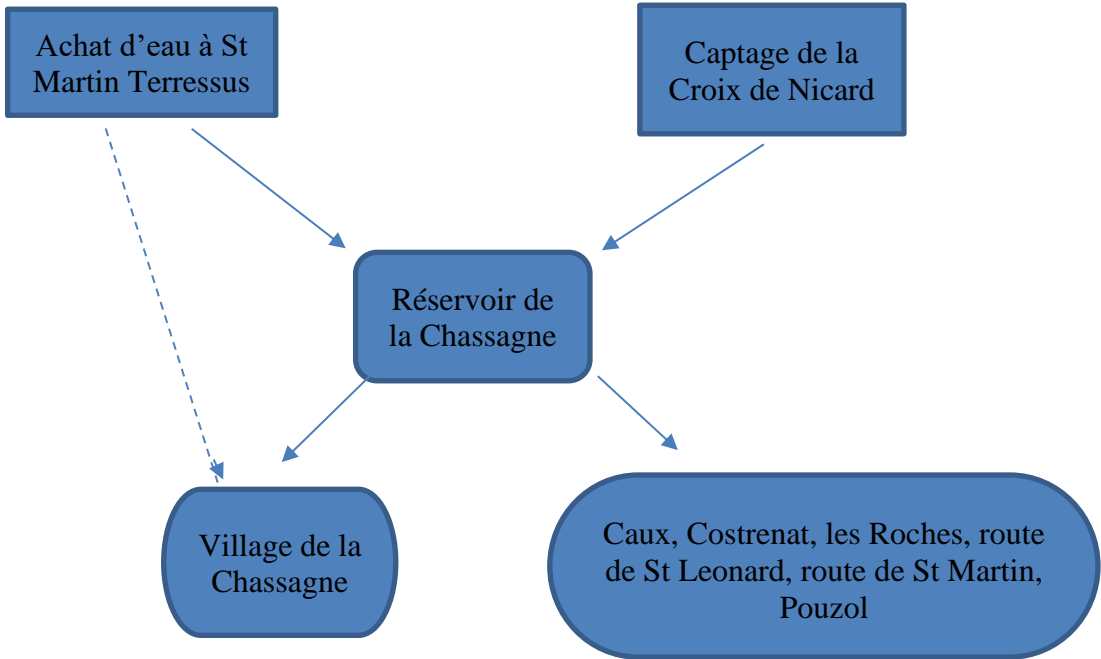 Achat d’eau à St
Martin Terressus
Captage de la
Croix de Nicard
Réservoir de
la Chassagne
Village de la
Chassagne
Caux, Costrenat, les Roches, route
de St Leonard, route de St Martin,
Pouzol